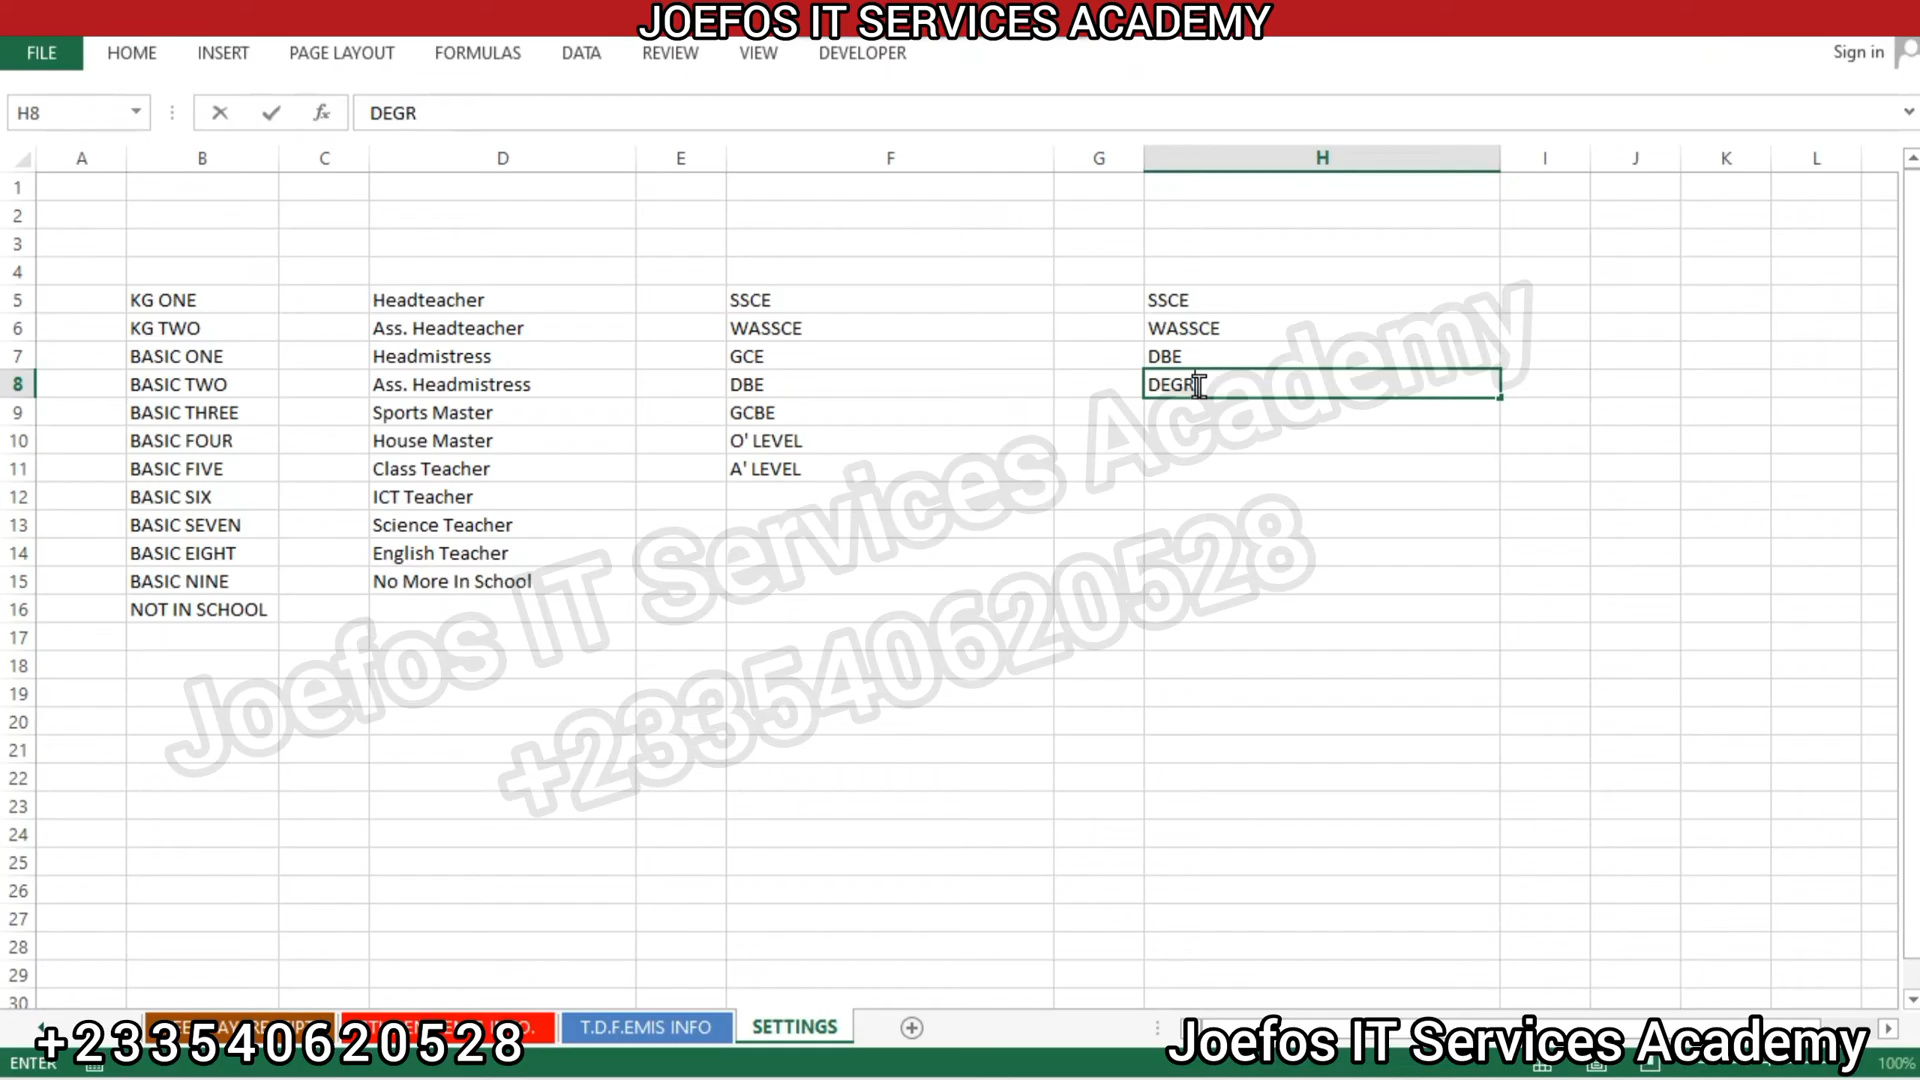 JOEFOS IT SERVICES ACADEMY
FILE HOME INSERT PAGE LAYOUT FORMULAS DATA REVIEW VIEW DEVELOPER Sign in
H8 fx DEGR
A B C D E F G H I J K L
1
2
3
4
5 KG ONE Headteacher SSCE SSCE
6 KG TWO Ass. Headteacher WASSCE WASSCE
7 BASIC ONE Headmistress GCE DBE
8 BASIC TWO Ass. Headmistress DBE DEGR
9 BASIC THREE Sports Master GCBE
10 BASIC FOUR House Master O' LEVEL
11 BASIC FIVE Class Teacher A' LEVEL
12 BASIC SIX ICT Teacher
13 BASIC SEVEN Science Teacher
14 BASIC EIGHT English Teacher
15 BASIC NINE No More In School
16 NOT IN SCHOOL
17
18
19
20
21
22
23
24
25
26
27
28
29
30
Joefos IT Services Academy
+233540620528
T.D.F.EMIS INFO SETTINGS
+233540620528 Joefos IT Services Academy
ENTER 100%